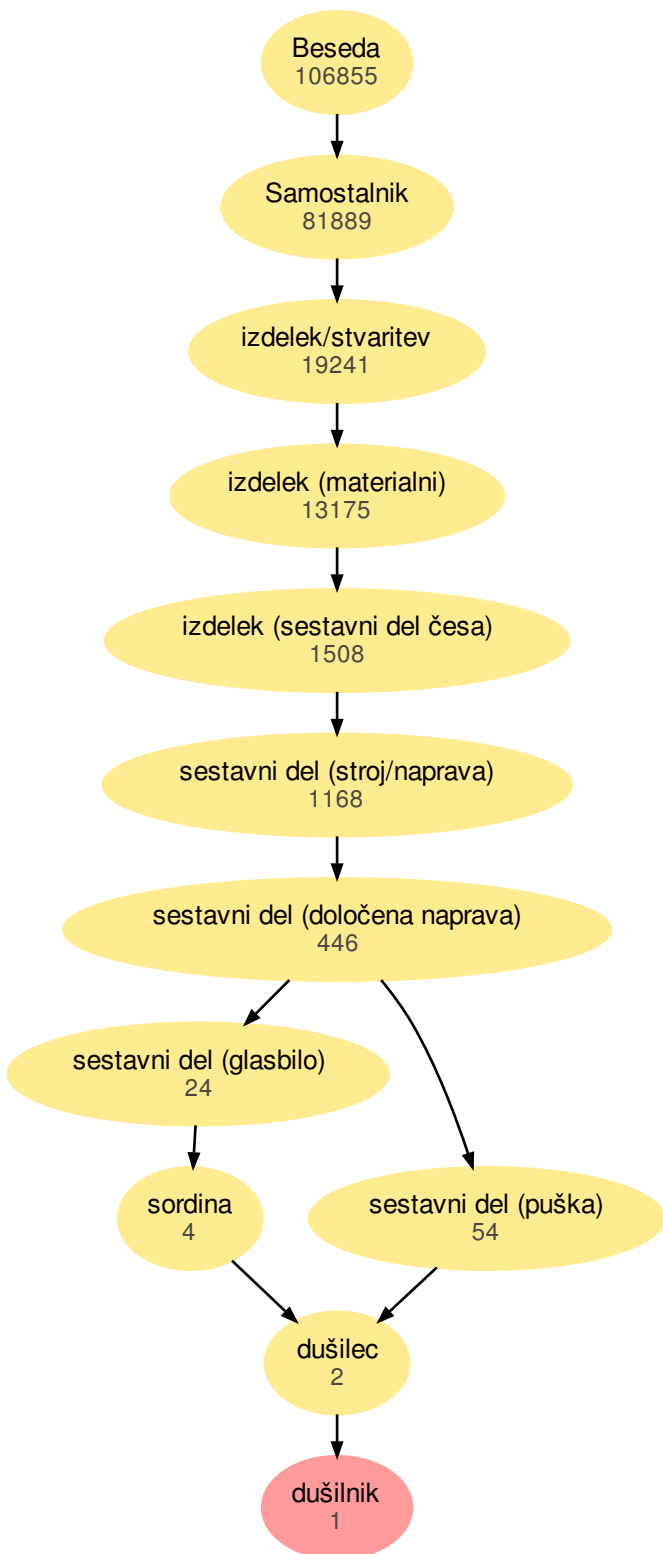 Beseda
106855
Samostalnik
81889
izdelek/stvaritev
19241
izdelek (materialni)
13175
izdelek (sestavni del česa)
1508
sestavni del (stroj/naprava)
1168
sestavni del (določena naprava)
446
sestavni del (glasbilo)
24
sordina
4
sestavni del (puška)
54
dušilec
2
dušilnik
1